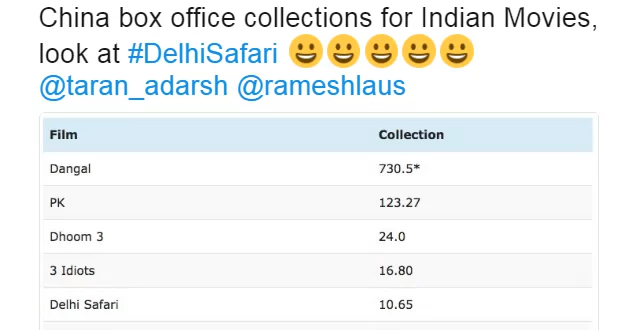 China box office collections for Indian Movies,
look at #DelhiSafari 😀😀😀😀😀
@taran_adarsh @rameshlaus
Film Collection
Dangal 730.5*
PK 123.27
Dhoom 3 24.0
3 Idiots 16.80
Delhi Safari 10.65